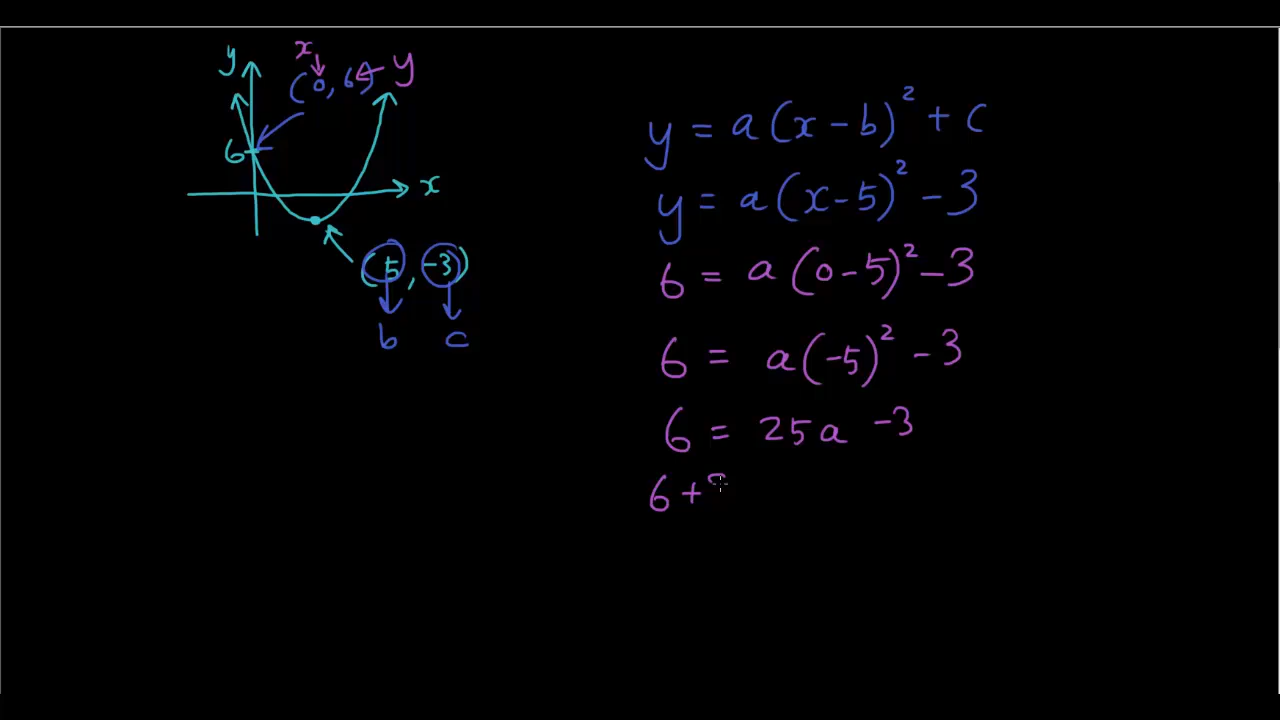 y
x
(0, 6)
y
6
x
(5, -3)
b c
y = a(x-b)² + c
y = a(x-5)² - 3
6 = a(0-5)² - 3
6 = a(-5)² - 3
6 = 25a - 3
6 +